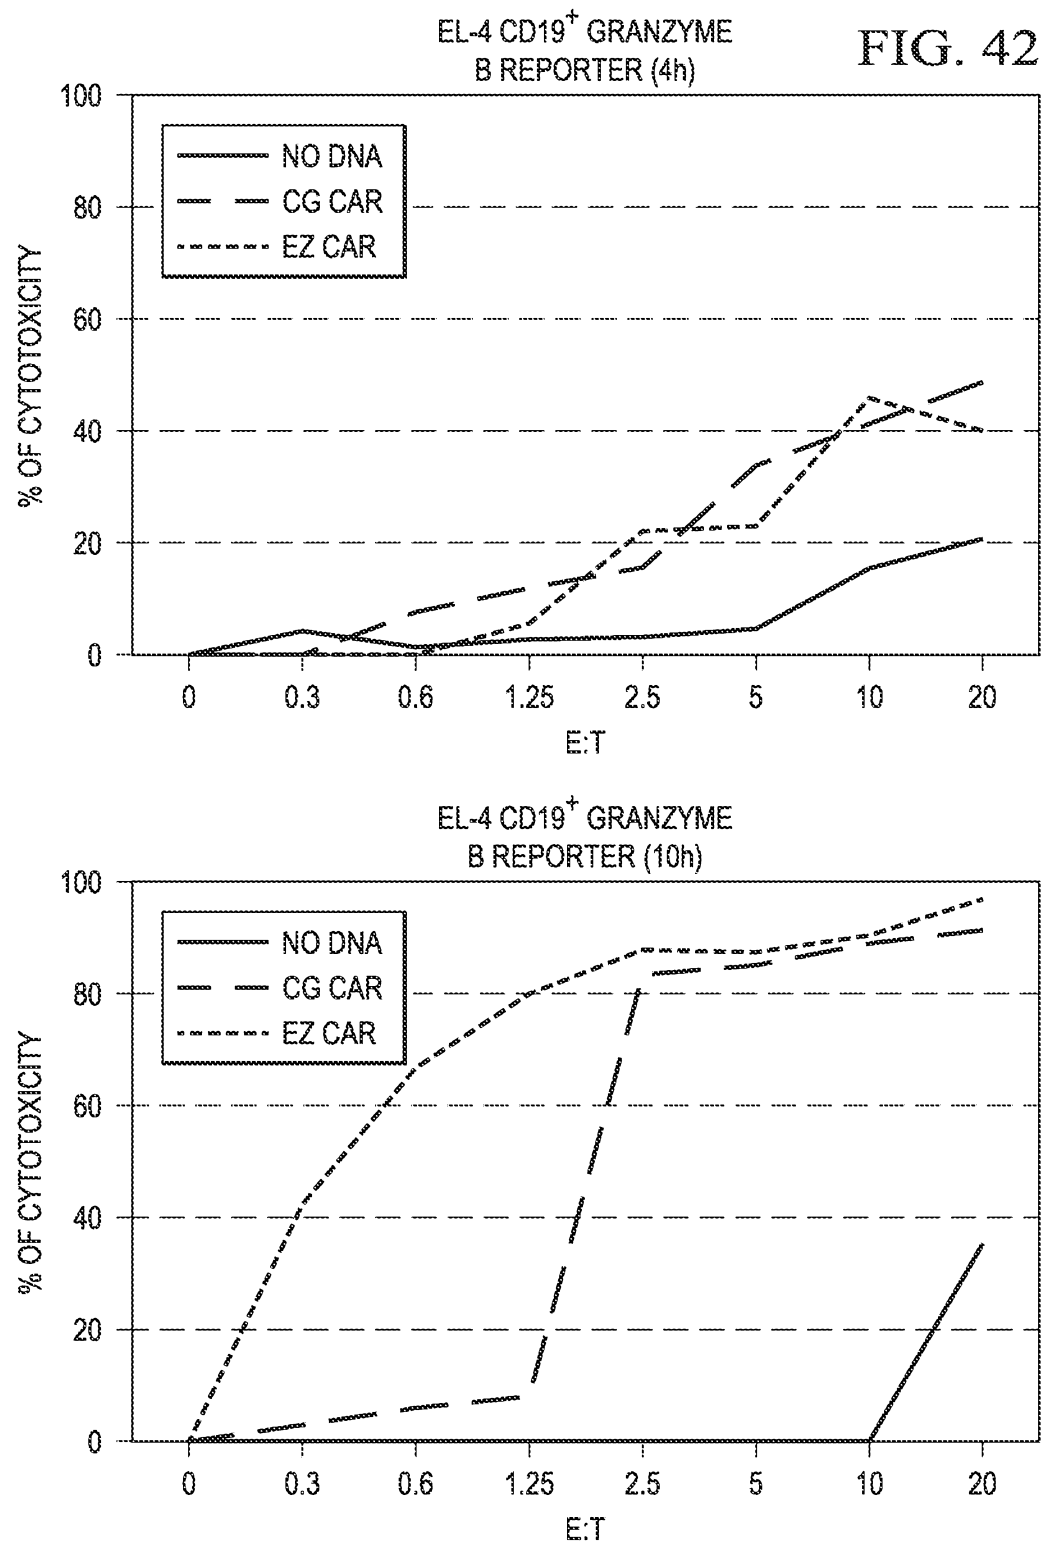 EL-4 CD19+ GRANZYME
B REPORTER (4h)
FIG. 42
100
80
60
40
20
0
% OF CYTOTOXICITY
NO DNA
CG CAR
EZ CAR
0 0.3 0.6 1.25 2.5 5 10 20
E:T
EL-4 CD19+ GRANZYME
B REPORTER (10h)
100
80
60
40
20
0
% OF CYTOTOXICITY
NO DNA
CG CAR
EZ CAR
0 0.3 0.6 1.25 2.5 5 10 20
E:T